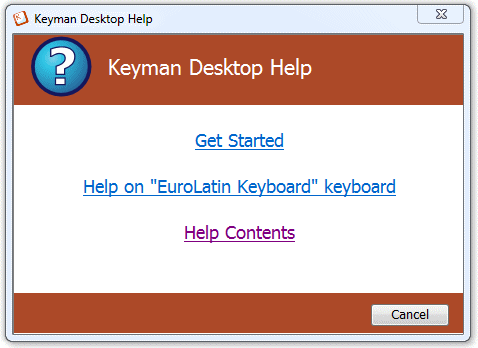 Keyman Desktop Help
?
Keyman Desktop Help
Get Started
Help on "EuroLatin Keyboard" keyboard
Help Contents
Cancel